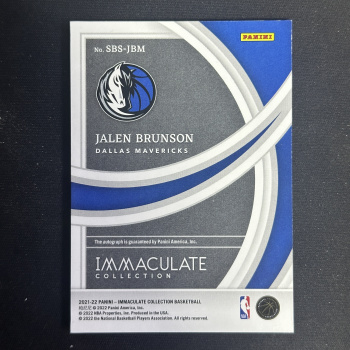 PANINI
No. SBS-JBM
JALEN BRUNSON
DALLAS MAVERICKS
The autograph is guaranteed by Panini America, Inc.
IMMACULATE
COLLECTION
2021-22 PANINI – IMMACULATE COLLECTION BASKETBALL
© 2022 Panini America, Inc.
© 2022 NBA Properties, Inc. Produced in the USA.
© 2022 the National Basketball Players Association. All rights reserved.
NBA